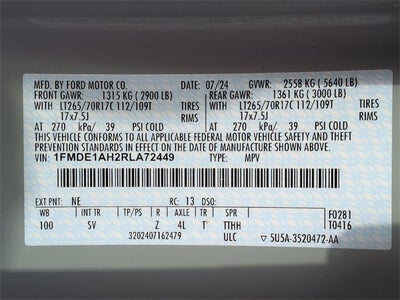 MFD. BY FORD MOTOR CO. 07/24 GVWR: 2558 KG ( 5640 LB)
FRONT GAWR: 1315 KG ( 2900 LB) REAR GAWR: 1361 KG ( 3000 LB)
WITH LT265/70R17C 112/109T TIRES WITH LT265/70R17C 112/109T TIRES
17x7.5J RIMS 17x7.5J RIMS
AT 270 kPa/ 39 PSI COLD AT 270 kPa/ 39 PSI COLD
THIS VEHICLE CONFORMS TO ALL APPLICABLE FEDERAL MOTOR VEHICLE SAFETY AND THEFT
PREVENTION STANDARDS IN EFFECT ON THE DATE OF MANUFACTURE SHOWN ABOVE.
VIN: 1FMDE1AH2RLA72449 TYPE: MPV
EXT PNT: NE RC: 13 DSO:
WB INT TR TP/PS R AXLE TR SPR F0281
100 SV Z 4L T TTHH T0416
3202407162479 ULC 5U5A-3520472-AA